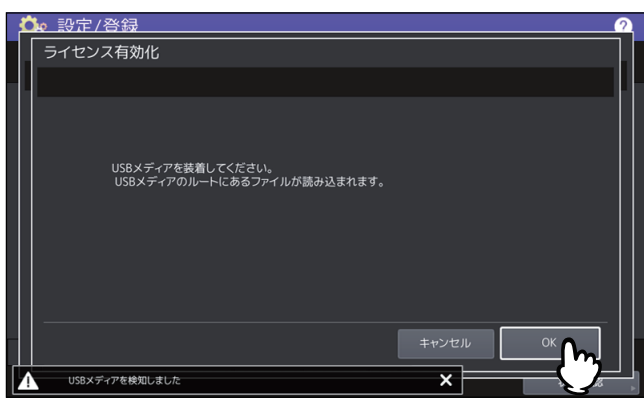 設定/登録
?
ライセンス有効化
USBメディアを装着してください。
USBメディアのルートにあるファイルが読み込まれます。
キャンセル
OK
USBメディアを検知しました